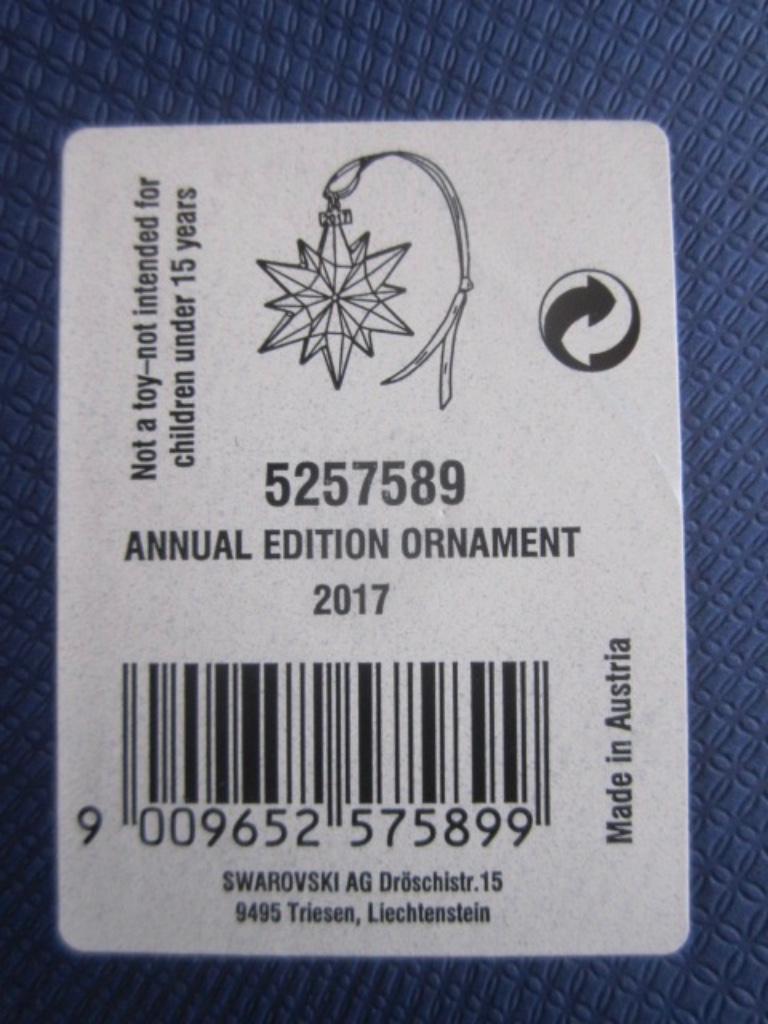 Not a toy–not intended for
children under 15 years
5257589
ANNUAL EDITION ORNAMENT
2017
Made in Austria
9 009652 575899
SWAROVSKI AG Dröschistr.15
9495 Triesen, Liechtenstein